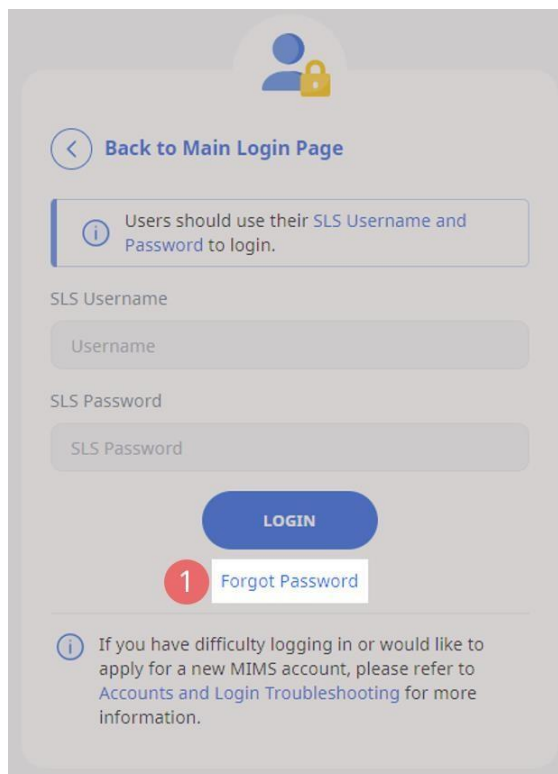 Back to Main Login Page
Users should use their SLS Username and
Password to login.
SLS Username
Username
SLS Password
SLS Password
LOGIN
1 Forgot Password
If you have difficulty logging in or would like to
apply for a new MIMS account, please refer to
Accounts and Login Troubleshooting for more
information.